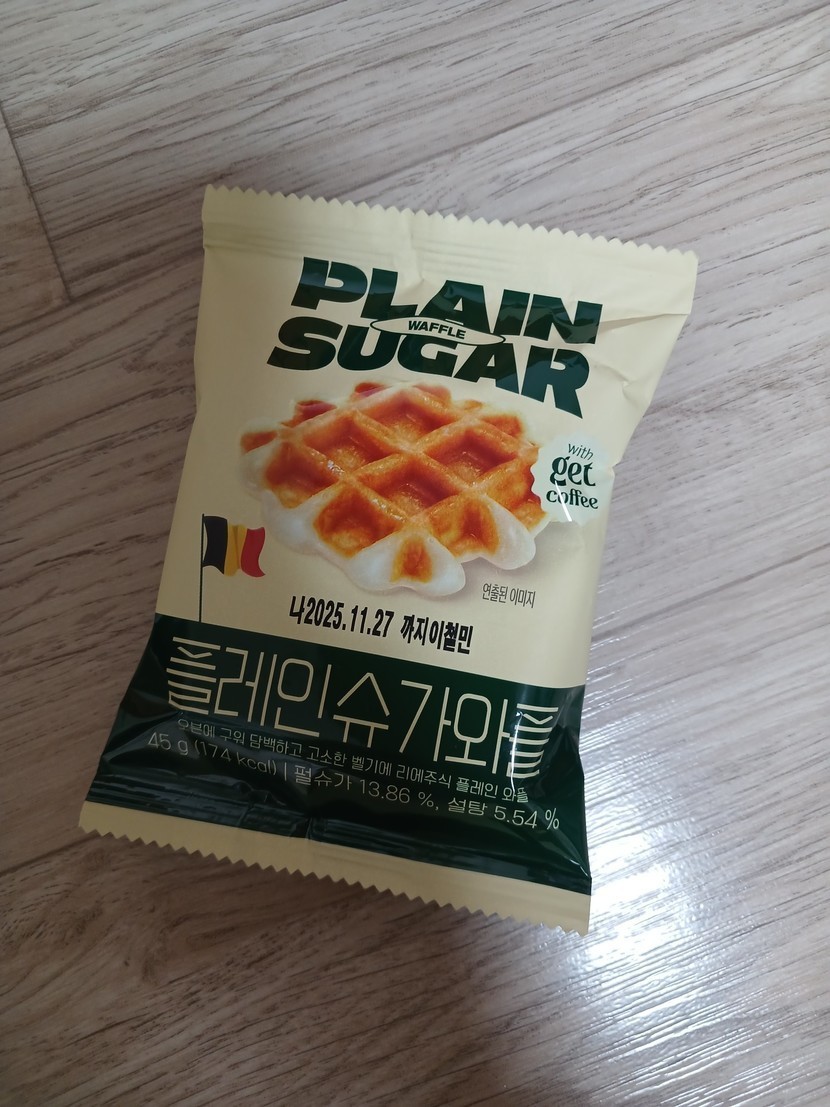 PLAIN
WAFFLE
SUGAR
with
get
coffee
연출된 이미지
나2025.11.27 까지이철민
플레인슈가와플
오븐에 구워 담백하고 고소한 벨기에 리에주식 플레인 와플
45 g (174 kcal) | 펄슈가 13.86 %, 설탕 5.54 %